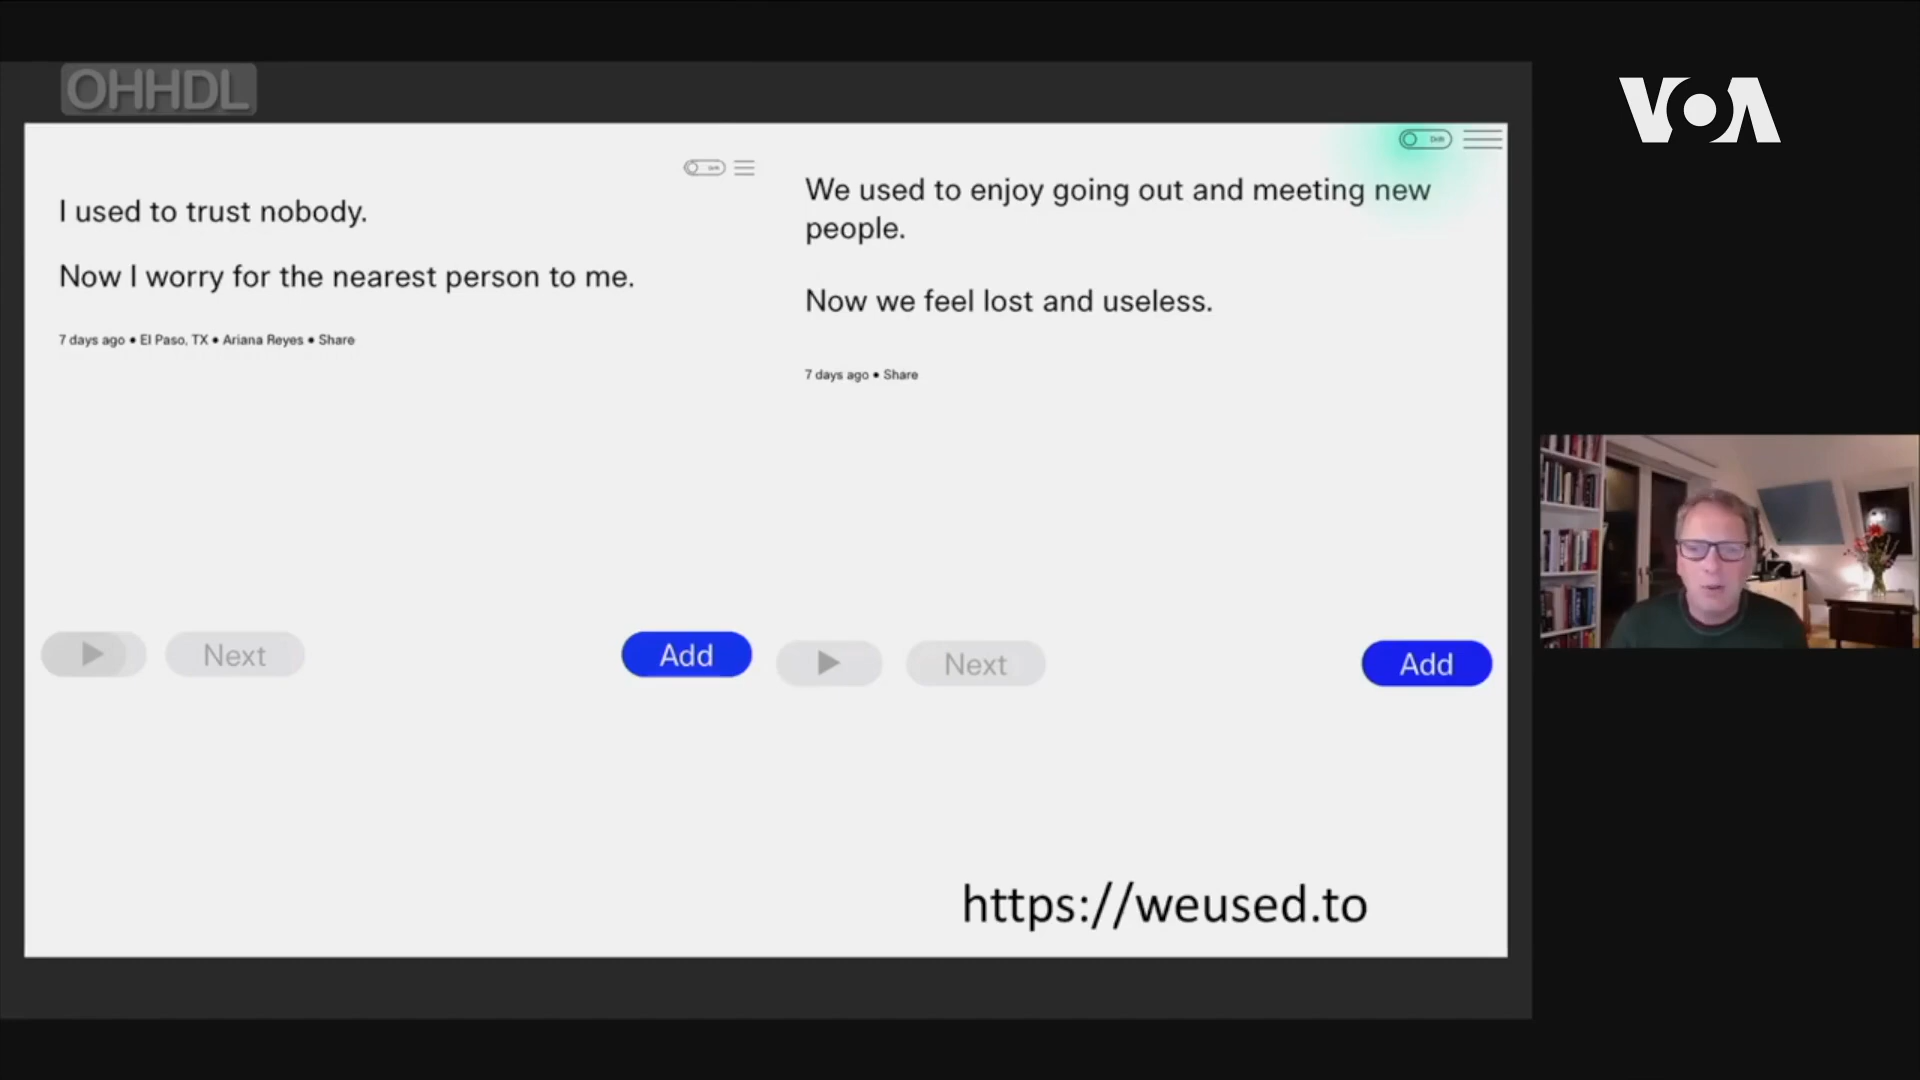 OHHDL
VOA
I used to trust nobody.
Now I worry for the nearest person to me.
7 days ago • El Paso, TX • Ariana Reyes • Share
Next
Add
Drift
We used to enjoy going out and meeting new
people.
Now we feel lost and useless.
7 days ago • Share
Next
Add
https://weused.to